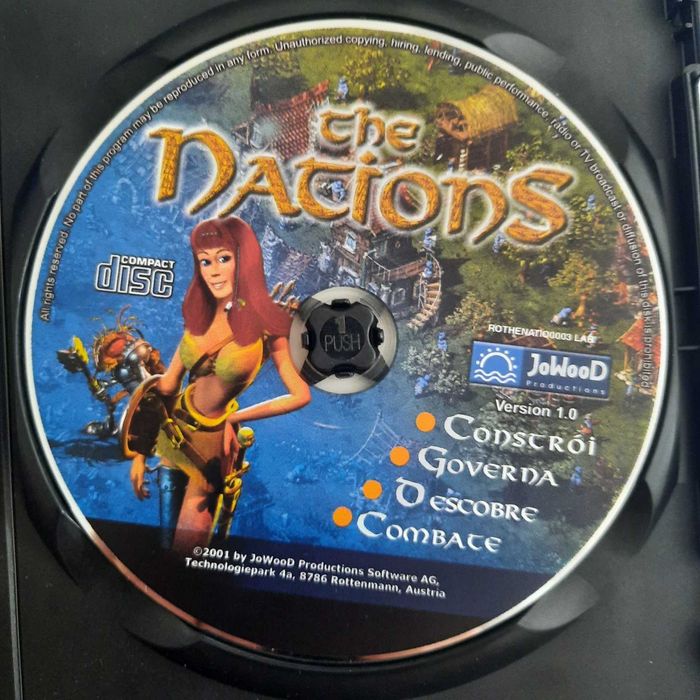 All rights reserved. No part of this program may be reproduced in any form. Unauthorized copying, hiring, lending, public performance, radio or TV broadcast or diffusion of this disk is prohibited
the
NATIONS
COMPACT
disc
PUSH
ROTHENATIO0003 LAB
JoWooD
Productions
Version 1.0
Constrói
Governa
Descobre
Combate
©2001 by JoWooD Productions Software AG,
Technologiepark 4a, 8786 Rottenmann, Austria